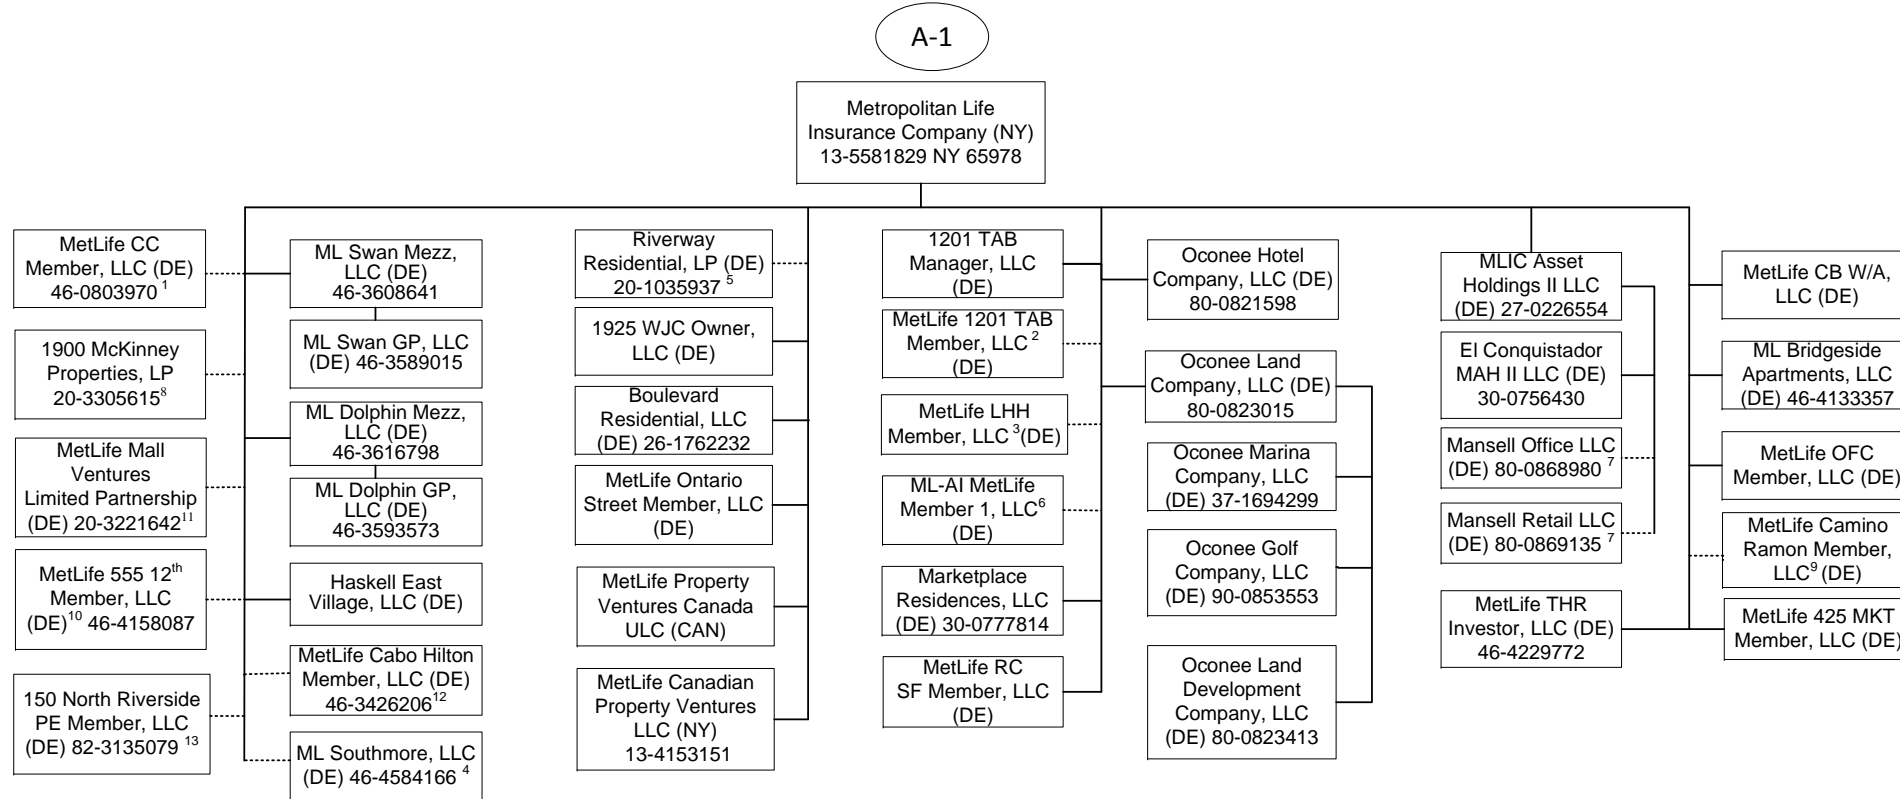 A-1
Metropolitan Life
Insurance Company (NY)
13-5581829 NY 65978
MetLife CC
Member, LLC (DE)
46-0803970 1
1900 McKinney
Properties, LP
20-3305615 8
MetLife Mall
Ventures
Limited Partnership
(DE) 20-3221642 11
MetLife 555 12th
Member, LLC
(DE) 10 46-4158087
150 North Riverside
PE Member, LLC
(DE) 82-3135079 13
ML Swan Mezz,
LLC (DE)
46-3608641
ML Swan GP, LLC
(DE) 46-3589015
ML Dolphin Mezz,
LLC (DE)
46-3616798
ML Dolphin GP,
LLC (DE)
46-3593573
Haskell East
Village, LLC (DE)
MetLife Cabo Hilton
Member, LLC (DE)
46-3426206 12
ML Southmore, LLC
(DE) 46-4584166 4
Riverway
Residential, LP (DE)
20-1035937 5
1925 WJC Owner,
LLC (DE)
Boulevard
Residential, LLC
(DE) 26-1762232
MetLife Ontario
Street Member, LLC
(DE)
MetLife Property
Ventures Canada
ULC (CAN)
MetLife Canadian
Property Ventures
LLC (NY)
13-4153151
1201 TAB
Manager, LLC
(DE)
MetLife 1201 TAB
Member, LLC 2
(DE)
MetLife LHH
Member, LLC 3 (DE)
ML-AI MetLife
Member 1, LLC 6
(DE)
Marketplace
Residences, LLC
(DE) 30-0777814
MetLife RC
SF Member, LLC
(DE)
Oconee Hotel
Company, LLC (DE)
80-0821598
Oconee Land
Company, LLC (DE)
80-0823015
Oconee Marina
Company, LLC
(DE) 37-1694299
Oconee Golf
Company, LLC
(DE) 90-0853553
Oconee Land
Development
Company, LLC
(DE) 80-0823413
MLIC Asset
Holdings II LLC
(DE) 27-0226554
El Conquistador
MAH II LLC (DE)
30-0756430
Mansell Office LLC
(DE) 80-0868980 7
Mansell Retail LLC
(DE) 80-0869135 7
MetLife THR
Investor, LLC (DE)
46-4229772
MetLife CB W/A,
LLC (DE)
ML Bridgeside
Apartments, LLC
(DE) 46-4133357
MetLife OFC
Member, LLC (DE)
MetLife Camino
Ramon Member,
LLC 9 (DE)
MetLife 425 MKT
Member, LLC (DE)